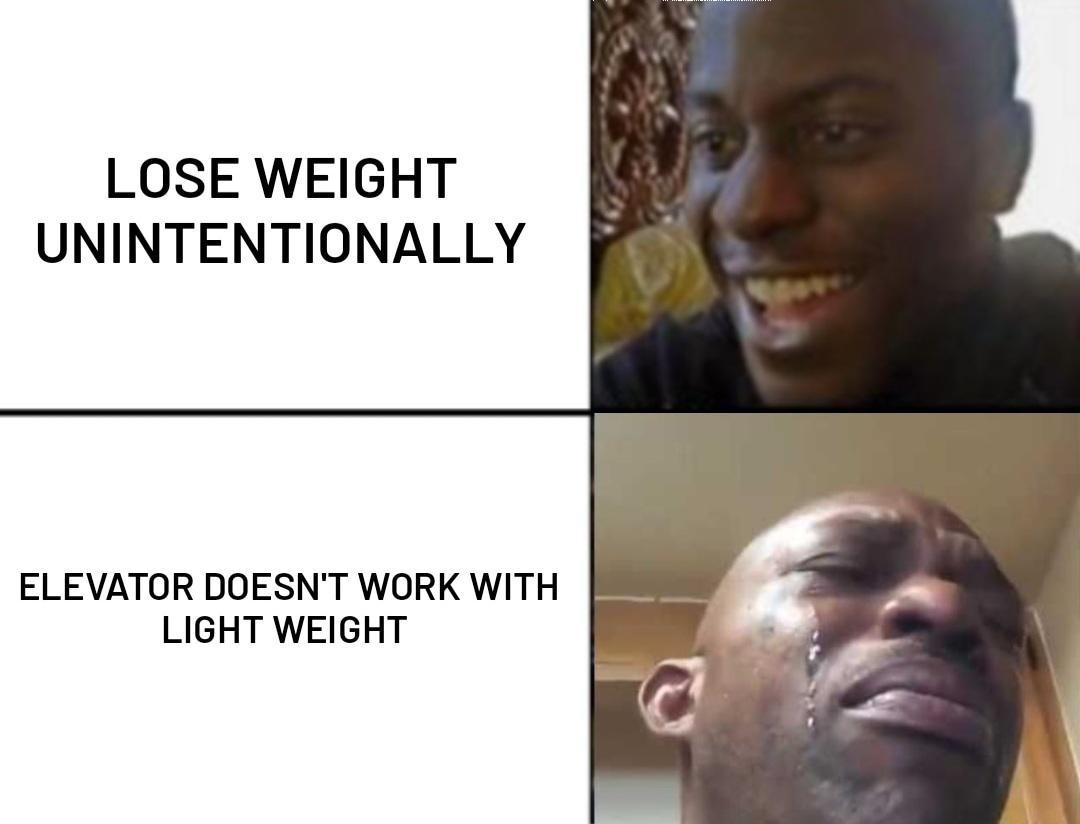 LOSE WEIGHT
UNINTENTIONALLY
ELEVATOR DOESN'T WORK WITH
LIGHT WEIGHT